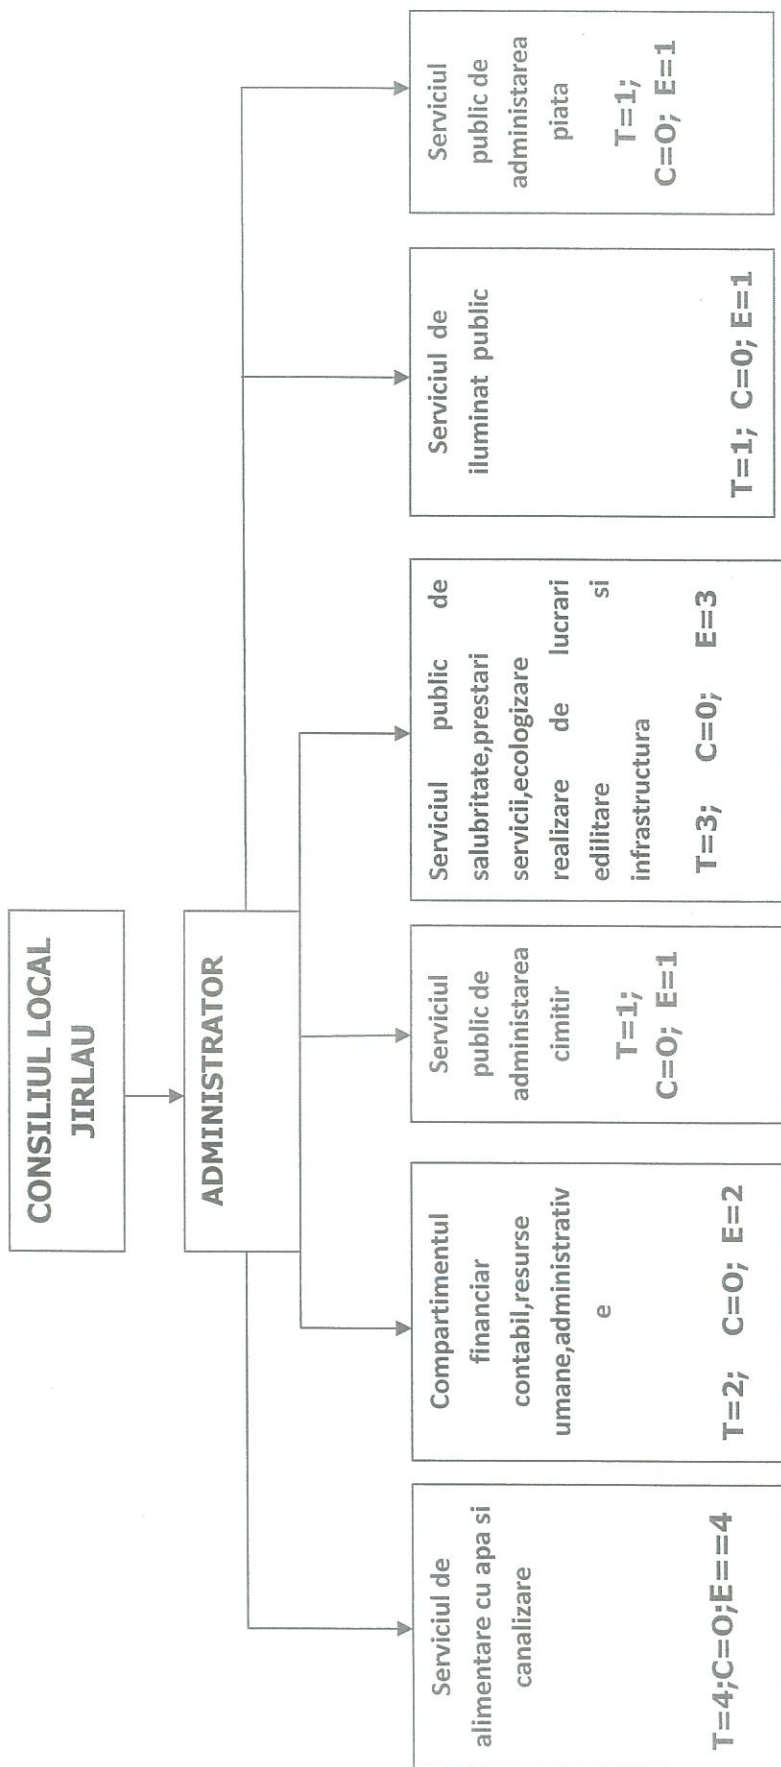 CONSILIUL LOCAL
JIRLAU
ADMINISTRATOR
Serviciul de
alimentare cu apa si
canalizare
T=4;C=O;E==4
Compartimentul
financiar
contabil,resurse
umane,administrativ
e
T=2; C=O; E=2
Serviciul
public de
administarea
cimitir
T=1;
C=O; E=1
Serviciul public de
salubritate,prestari
servicii,ecologizare
realizare de lucrari
edilitare si
infrastructura
T=3; C=0; E=3
Serviciul de
iluminat public
T=1; C=0; E=1
Serviciul
public de
administarea
piata
T=1;
C=O; E=1